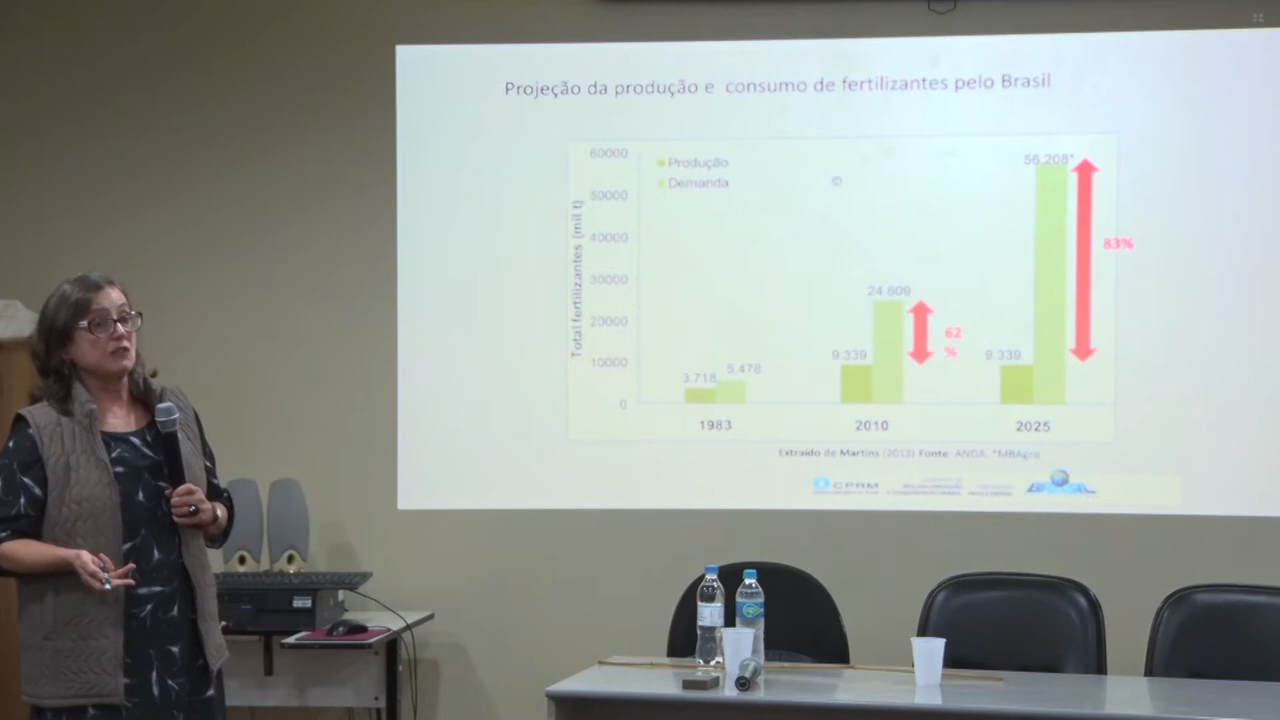 Projeção da produção e consumo de fertilizantes pelo Brasil
Total fertilizantes (mil t)
60000
50000
40000
30000
20000
10000
0
Produção
Demanda
©
3.718
5.478
9.339
24.609
62
%
9.339
56.208*
83%
1983
2010
2025
Extraído de Martins (2013) Fonte: ANDA, *MBAgro
CPRM
BRASIL